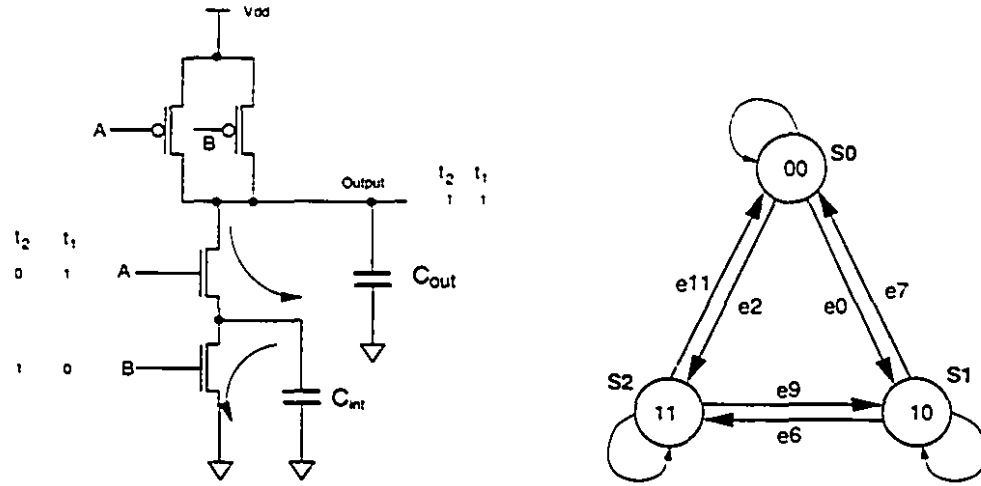 Vdd
A
B
Output
t2 t1
1 1
t2 t1
0 1 A
Cout
1 0 B
Cint
S0
00
e11
e2
e0
e7
S2
11
e9
e6
S1
10